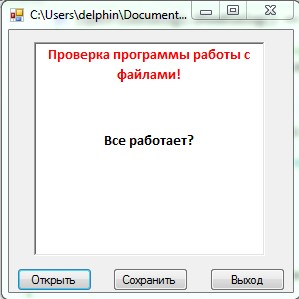 C:\Users\delphin\Document...
Проверка программы работы с
файлами!
Все работает?
Открыть
Сохранить
Выход